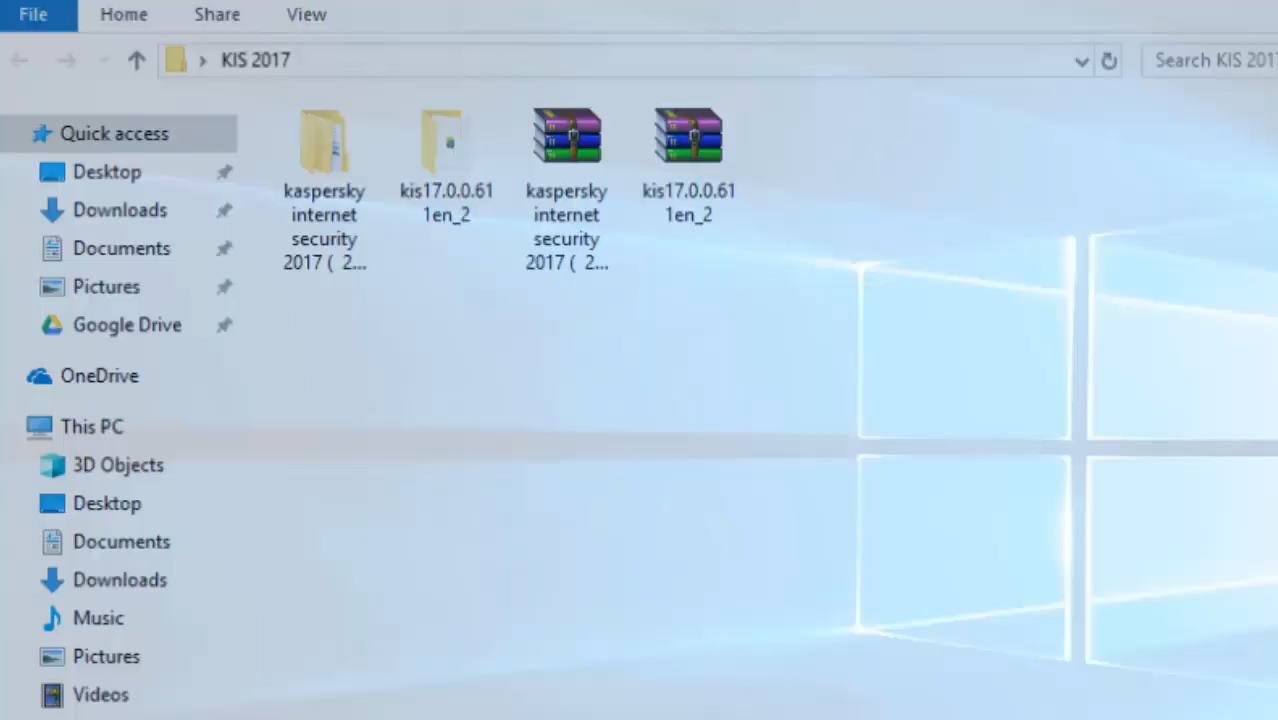 File Home Share View
KIS 2017
Search KIS 201
Quick access
Desktop
Downloads
Documents
Pictures
Google Drive
OneDrive
This PC
3D Objects
Desktop
Documents
Downloads
Music
Pictures
Videos
kaspersky
internet
security
2017 ( 2...
kis17.0.0.61
1en_2
kaspersky
internet
security
2017 ( 2...
kis17.0.0.61
1en_2